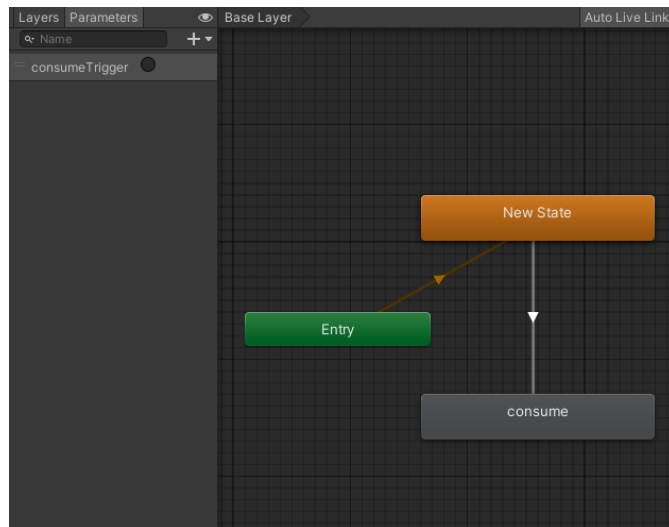 Layers Parameters
Base Layer
Auto Live Link
Name
consumeTrigger
New State
Entry
consume